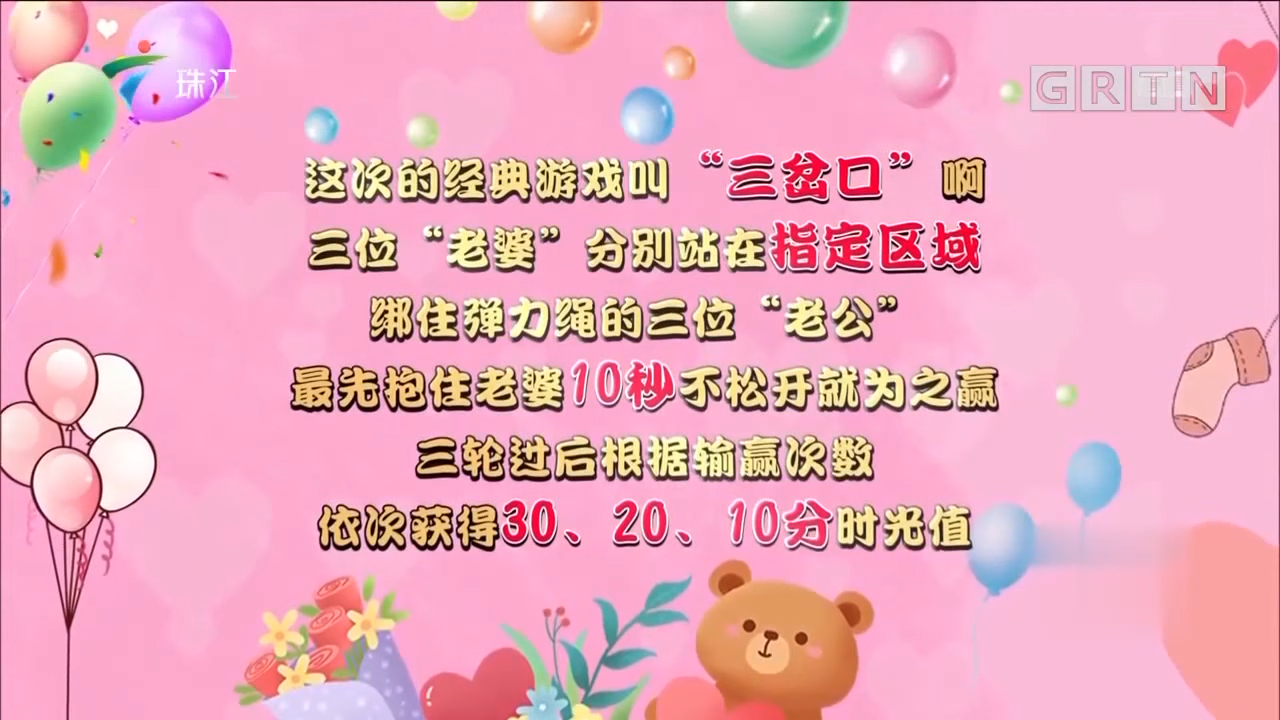 珠江
GRTN
这次的经典游戏叫“三岔口”啊
三位“老婆”分别站在指定区域
绑住弹力绳的三位“老公”
最先抱住老婆10秒不松开就为之赢
三轮过后根据输赢次数
依次获得30、20、10分时光值